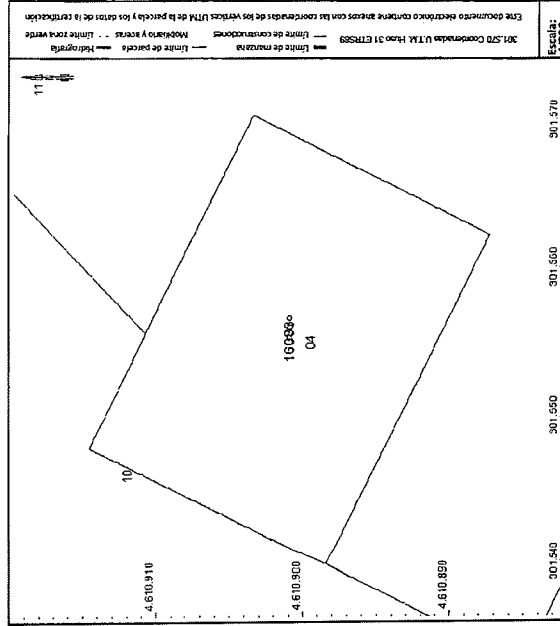 Este documento electrónico contiene anexos con las coordenadas de los vértices UTM de la parcela y los datos de la certificación
301.570 Coordenadas U.T.M. Huso 31 ETRS89
Límite de manzana
Límite de construcciones
Límite de parcela
Mobiliario y aceras
Límite zona verde
Hidrografía
Escala:
11
10
04
4.610.910
4.610.900
4.610.890
301.540
301.550
301.560
301.570